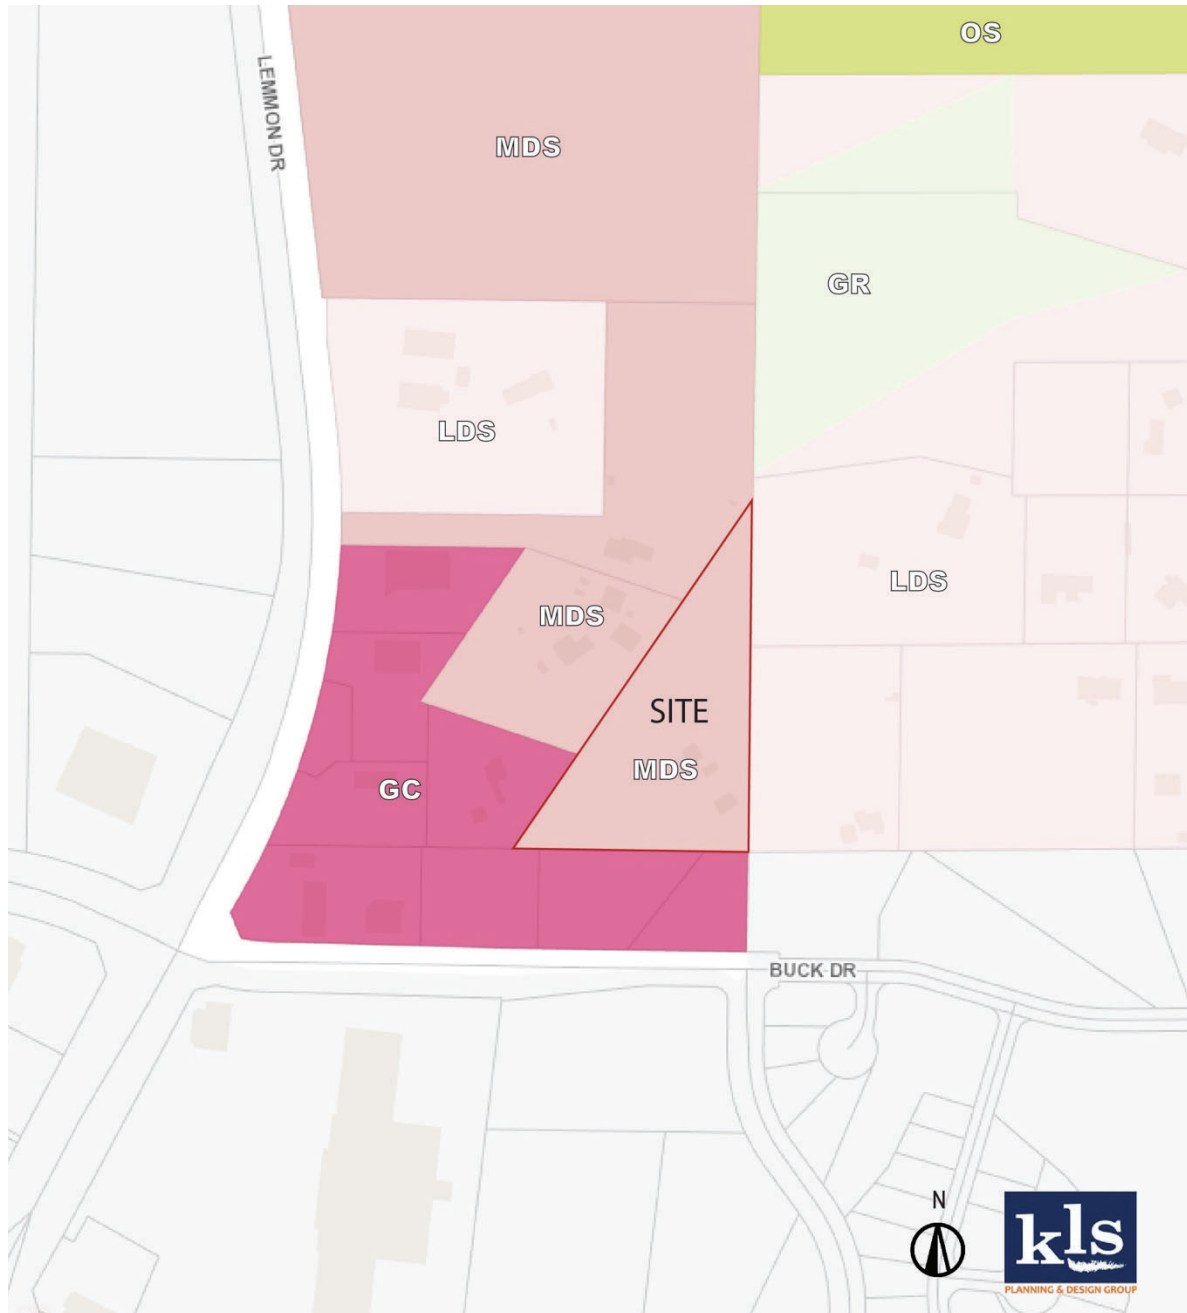 OS
LEMMON DR
MDS
GR
LDS
LDS
MDS
SITE
MDS
GC
BUCK DR
N
kls
PLANNING & DESIGN GROUP